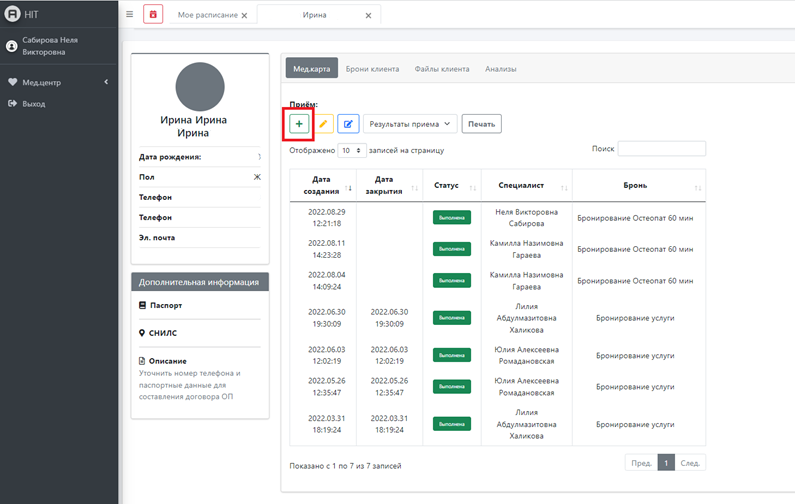 HIT
Сабирова Неля
Викторовна
Мед.центр
Выход
Мое расписание
Ирина
Ирина Ирина
Ирина
Дата рождения:
Пол
Ж
Телефон
Телефон
Эл. почта
Дополнительная информация
Паспорт
СНИЛС
Описание
Уточнить номер телефона и
паспортные данные для
составления договора ОП
Мед.карта Брони клиента Файлы клиента Анализы
Приём:
Результаты приема Печать
Отображено 10 записей на страницу
Поиск
Дата
создания Дата
закрытия Статус Специалист Бронь
2022.08.29
12:21:18 Выполнена Неля Викторовна
Сабирова Бронирование Остеопат 60 мин
2022.08.11
14:23:28 Выполнена Камилла Назимовна
Гараева Бронирование Остеопат 60 мин
2022.08.04
14:09:24 Выполнена Камилла Назимовна
Гараева Бронирование Остеопат 60 мин
2022.06.30
19:30:09 2022.06.30
19:30:09 Выполнена Лилия
Абдулмазитовна
Халикова Бронирование услуги
2022.06.03
12:02:19 2022.06.03
12:02:19 Выполнена Юлия Алексеевна
Ромадановская Бронирование услуги
2022.05.26
12:35:47 2022.05.26
12:35:47 Выполнена Юлия Алексеевна
Ромадановская Бронирование услуги
2022.03.31
18:19:24 2022.03.31
18:19:24 Выполнена Лилия
Абдулмазитовна
Халикова Бронирование услуги
Показано с 1 по 7 из 7 записей
Пред. 1 След.